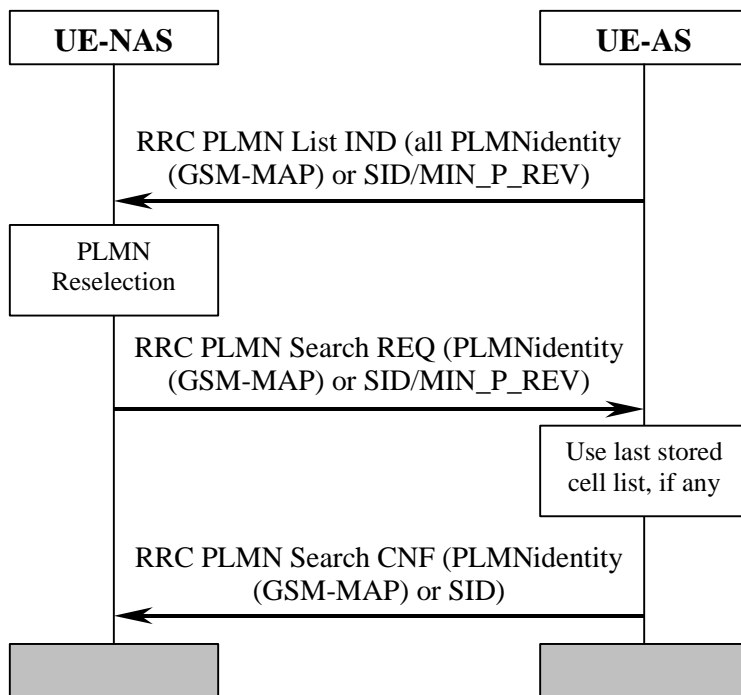 UE-NAS
UE-AS
RRC PLMN List IND (all PLMNidentity
(GSM-MAP) or SID/MIN_P_REV)
PLMN
Reselection
RRC PLMN Search REQ (PLMNidentity
(GSM-MAP) or SID/MIN_P_REV)
Use last stored
cell list, if any
RRC PLMN Search CNF (PLMNidentity
(GSM-MAP) or SID)